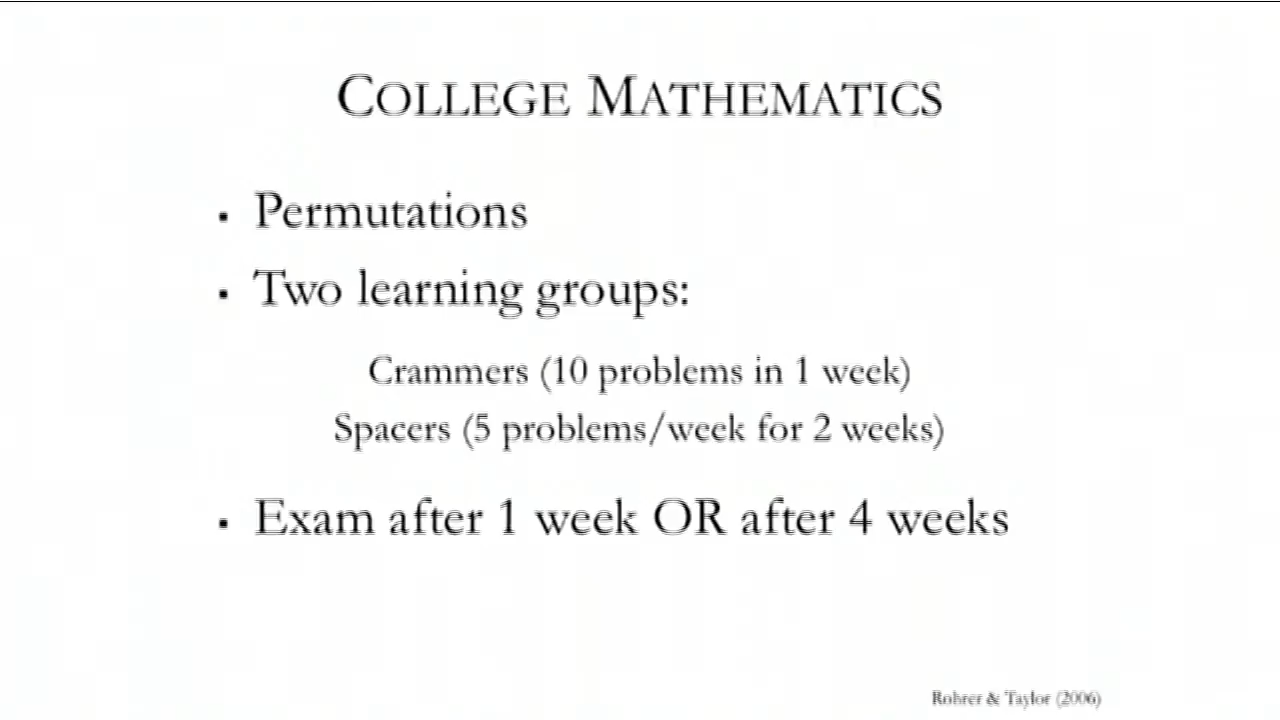 COLLEGE MATHEMATICS
▪ Permutations
▪ Two learning groups:
Crammers (10 problems in 1 week)
Spacers (5 problems/week for 2 weeks)
▪ Exam after 1 week OR after 4 weeks
Rohrer & Taylor (2006)